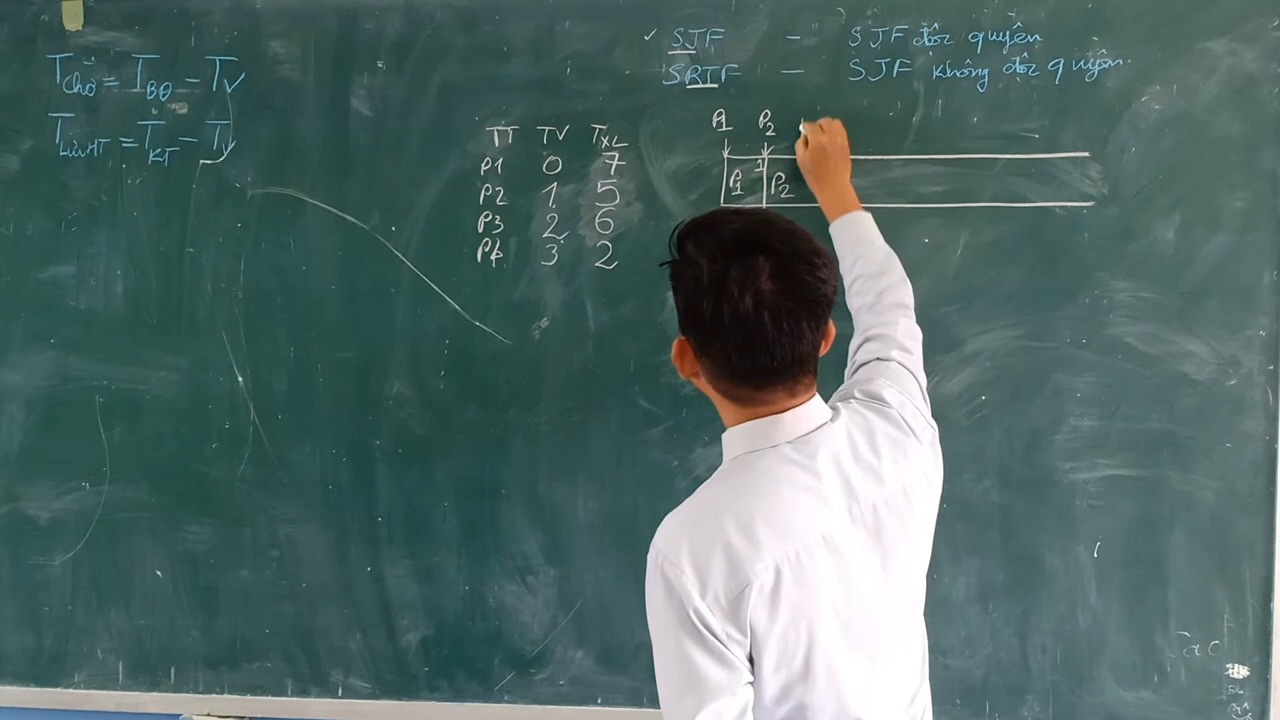 T Chờ = T BĐ - TV
T LưuHT = T KT - TV
✓ SJF - SJF độc quyền
SRTF - SJF không độc quyền.
TT TV TXL
P1 0 7
P2 1 5
P3 2 6
P4 3 2
P1 P2
1
P1 P2